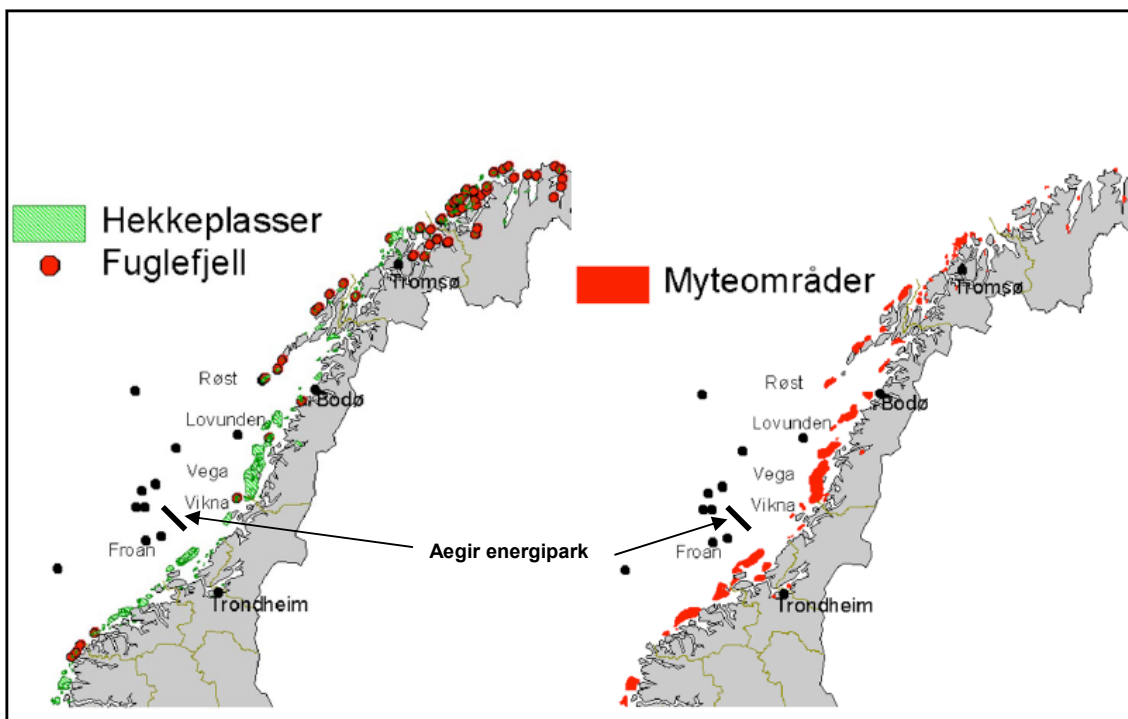 Hekkeplasser
Fuglefjell
Tromsø
Røst
Bodø
Lovunden
Vega
Vikna
Froan
Trondheim
Aegir energipark
Myteområder
Tromsø
Røst
Bodø
Lovunden
Vega
Vikna
Froan
Trondheim